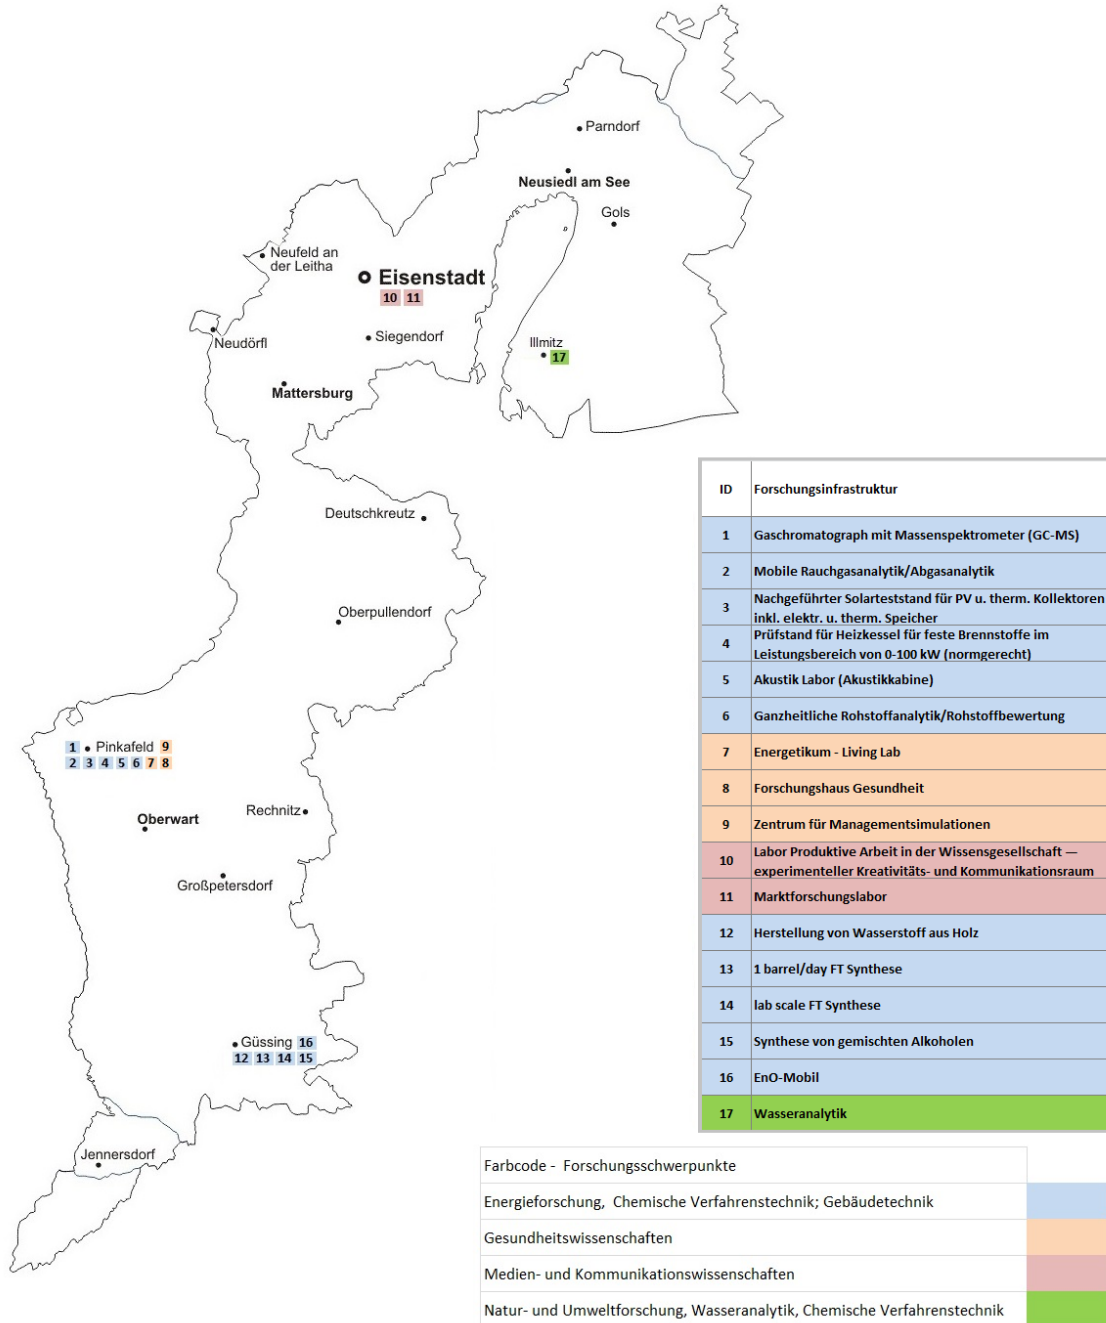 Parndorf
Neusiedl am See
Gols
Neufeld an
der Leitha
Eisenstadt
10 11
Neudörfl
Siegendorf
Illmitz
17
Mattersburg
Deutschkreutz
Oberpullendorf
1 Pinkafeld 9
2 3 4 5 6 7 8
Oberwart
Rechnitz
Großpetersdorf
Güssing 16
12 13 14 15
Jennersdorf
ID Forschungsinfrastruktur
1 Gaschromatograph mit Massenspektrometer (GC-MS)
2 Mobile Rauchgasanalytik/Abgasanalytik
3 Nachgeführter Solarteststand für PV u. therm. Kollektoren
inkl. elektr. u. therm. Speicher
4 Prüfstand für Heizkessel für feste Brennstoffe im
Leistungsbereich von 0-100 kW (normgerecht)
5 Akustik Labor (Akustikkabine)
6 Ganzheitliche Rohstoffanalytik/Rohstoffbewertung
7 Energetikum - Living Lab
8 Forschungshaus Gesundheit
9 Zentrum für Managementsimulationen
10 Labor Produktive Arbeit in der Wissensgesellschaft —
experimenteller Kreativitäts- und Kommunikationsraum
11 Marktforschungslabor
12 Herstellung von Wasserstoff aus Holz
13 1 barrel/day FT Synthese
14 lab scale FT Synthese
15 Synthese von gemischten Alkoholen
16 EnO-Mobil
17 Wasseranalytik
Farbcode - Forschungsschwerpunkte
Energieforschung, Chemische Verfahrenstechnik; Gebäudetechnik
Gesundheitswissenschaften
Medien- und Kommunikationswissenschaften
Natur- und Umweltforschung, Wasseranalytik, Chemische Verfahrenstechnik